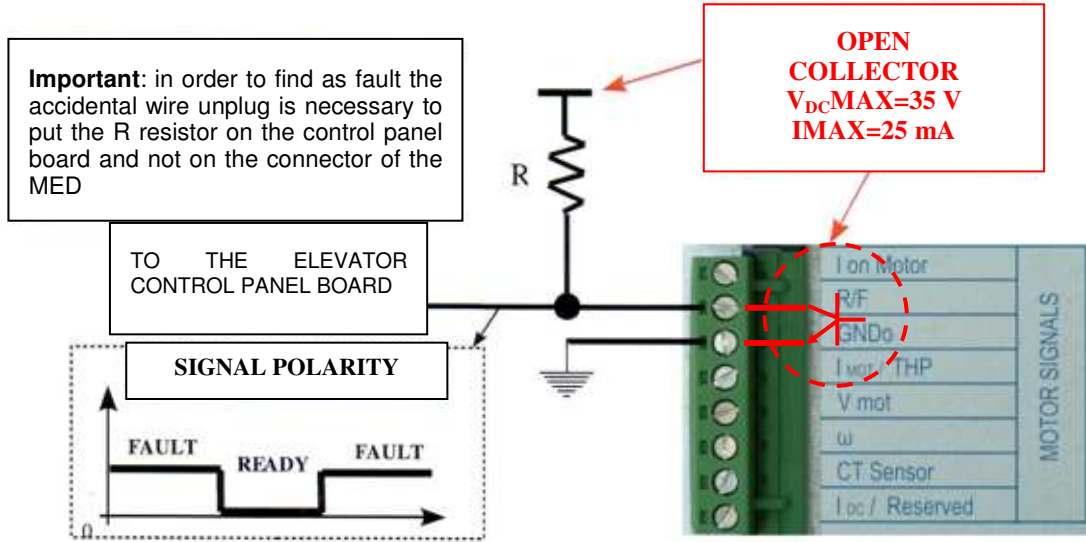 Important: in order to find as fault the
accidental wire unplug is necessary to
put the R resistor on the control panel
board and not on the connector of the
MED
OPEN
COLLECTOR
VDCMAX=35 V
IMAX=25 mA
R
TO THE ELEVATOR
CONTROL PANEL BOARD
SIGNAL POLARITY
FAULT
READY
FAULT
0
I on Motor
R/F
GNDo
I MOT / THP
V mot
ω
CT Sensor
I DC / Reserved
MOTOR SIGNALS